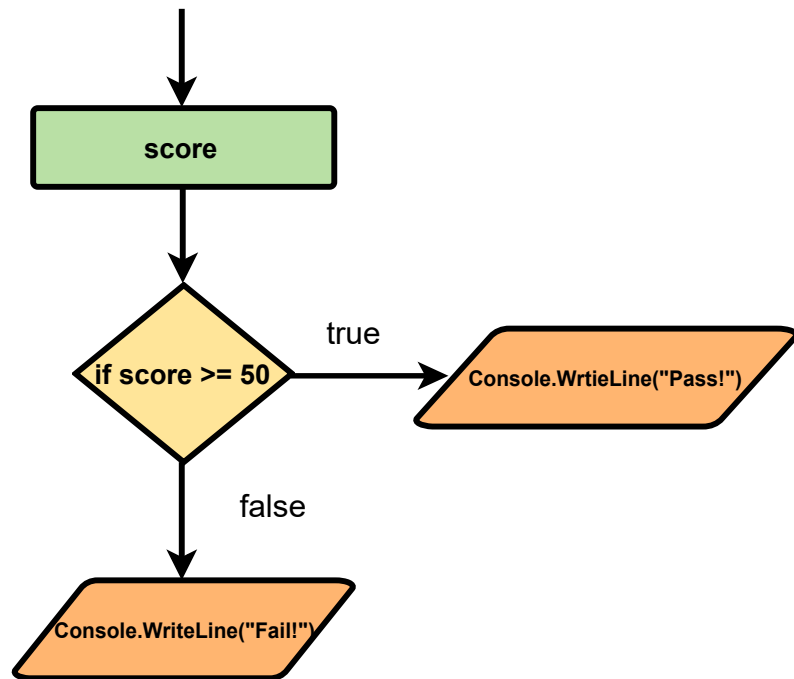 score
if score >= 50
true
Console.WrtieLine("Pass!")
false
Console.WriteLine("Fail!")